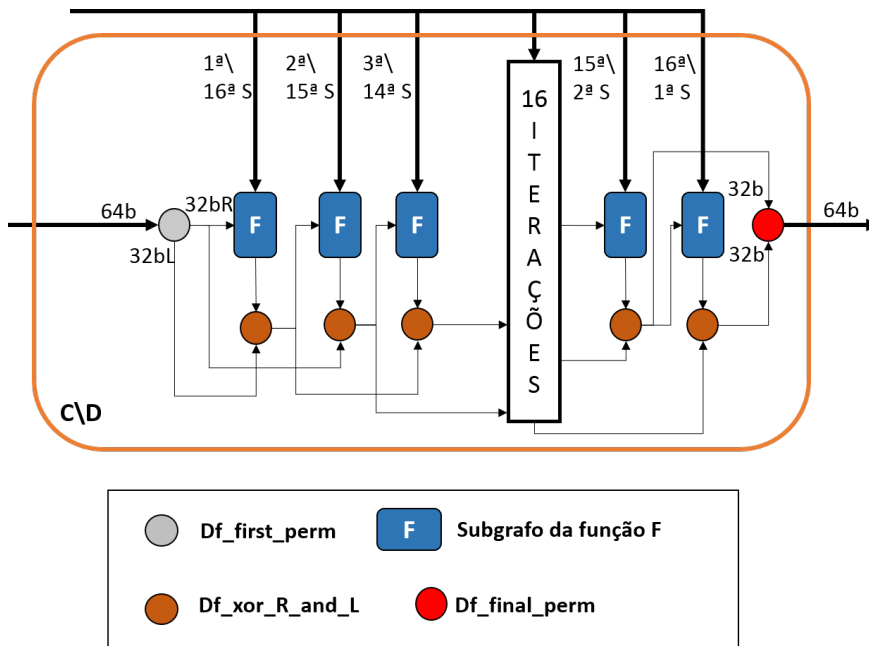 1ª\ 2ª\ 3ª\ 15ª\ 16ª\
16ª S 15ª S 14ª S 2ª S 1ª S
16
I
T
E
R
A
Ç
Õ
E
S
64b 32bR F F F F F 32b 64b
32bL 32b
C\D
Df_first_perm F Subgrafo da função F
Df_xor_R_and_L Df_final_perm